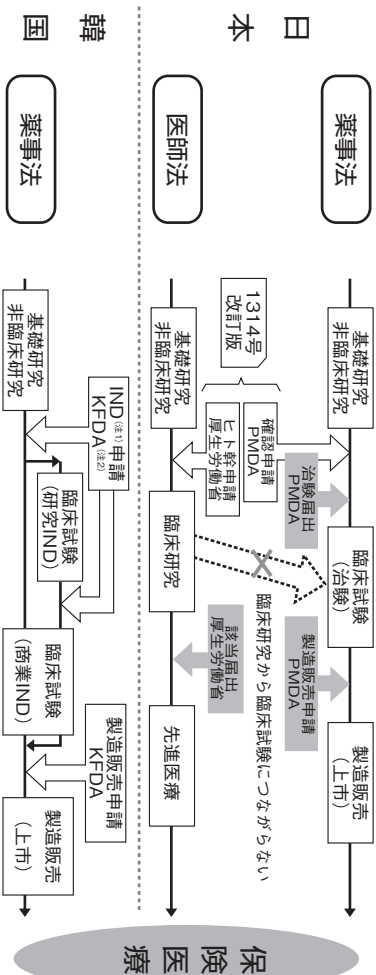 日本
薬事法
基礎研究
非臨床研究
確認申請
PMDA
治験届出
PMDA
臨床試験
(治験)
製造販売申請
PMDA
製造販売
(上市)
1314号
改訂版
臨床研究から臨床試験につながらない
医師法
基礎研究
非臨床研究
ヒト幹申請
厚生労働省
臨床研究
該当届出
厚生労働省
先進医療
韓国
薬事法
基礎研究
非臨床研究
IND(注1)申請
KFDA(注2)
臨床試験
(研究IND)
臨床試験
(商業IND)
製造販売申請
KFDA
製造販売
(上市)
保険医療